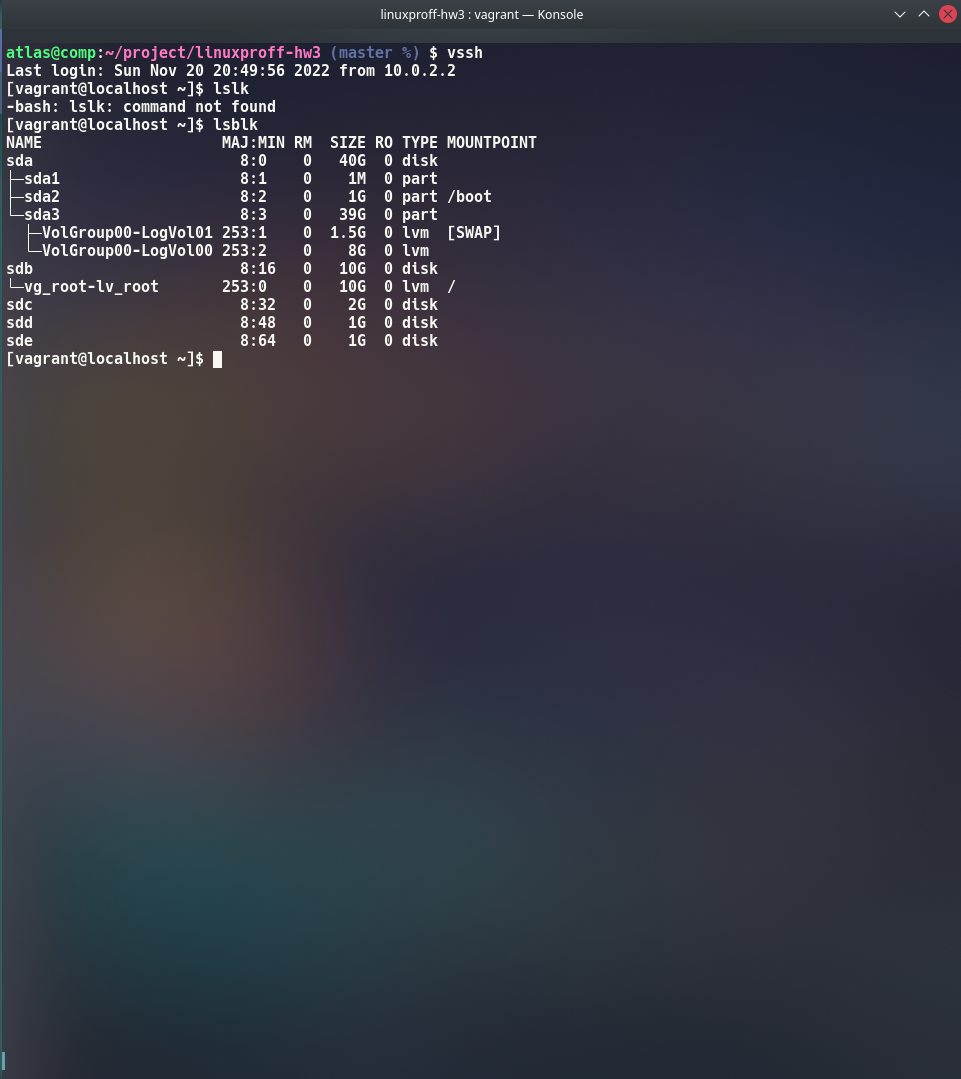 linuxproff-hw3 : vagrant — Konsole
atlas@comp:~/project/linuxproff-hw3 (master %) $ vssh
Last login: Sun Nov 20 20:49:56 2022 from 10.0.2.2
[vagrant@localhost ~]$ lslk
-bash: lslk: command not found
[vagrant@localhost ~]$ lsblk
NAME                    MAJ:MIN RM  SIZE RO TYPE MOUNTPOINT
sda                       8:0    0   40G  0 disk
├─sda1                    8:1    0    1M  0 part
├─sda2                    8:2    0    1G  0 part /boot
└─sda3                    8:3    0   39G  0 part
  ├─VolGroup00-LogVol01 253:1    0  1.5G  0 lvm  [SWAP]
  └─VolGroup00-LogVol00 253:2    0    8G  0 lvm
sdb                       8:16   0   10G  0 disk
└─vg_root-lv_root       253:0    0   10G  0 lvm  /
sdc                       8:32   0    2G  0 disk
sdd                       8:48   0    1G  0 disk
sde                       8:64   0    1G  0 disk
[vagrant@localhost ~]$